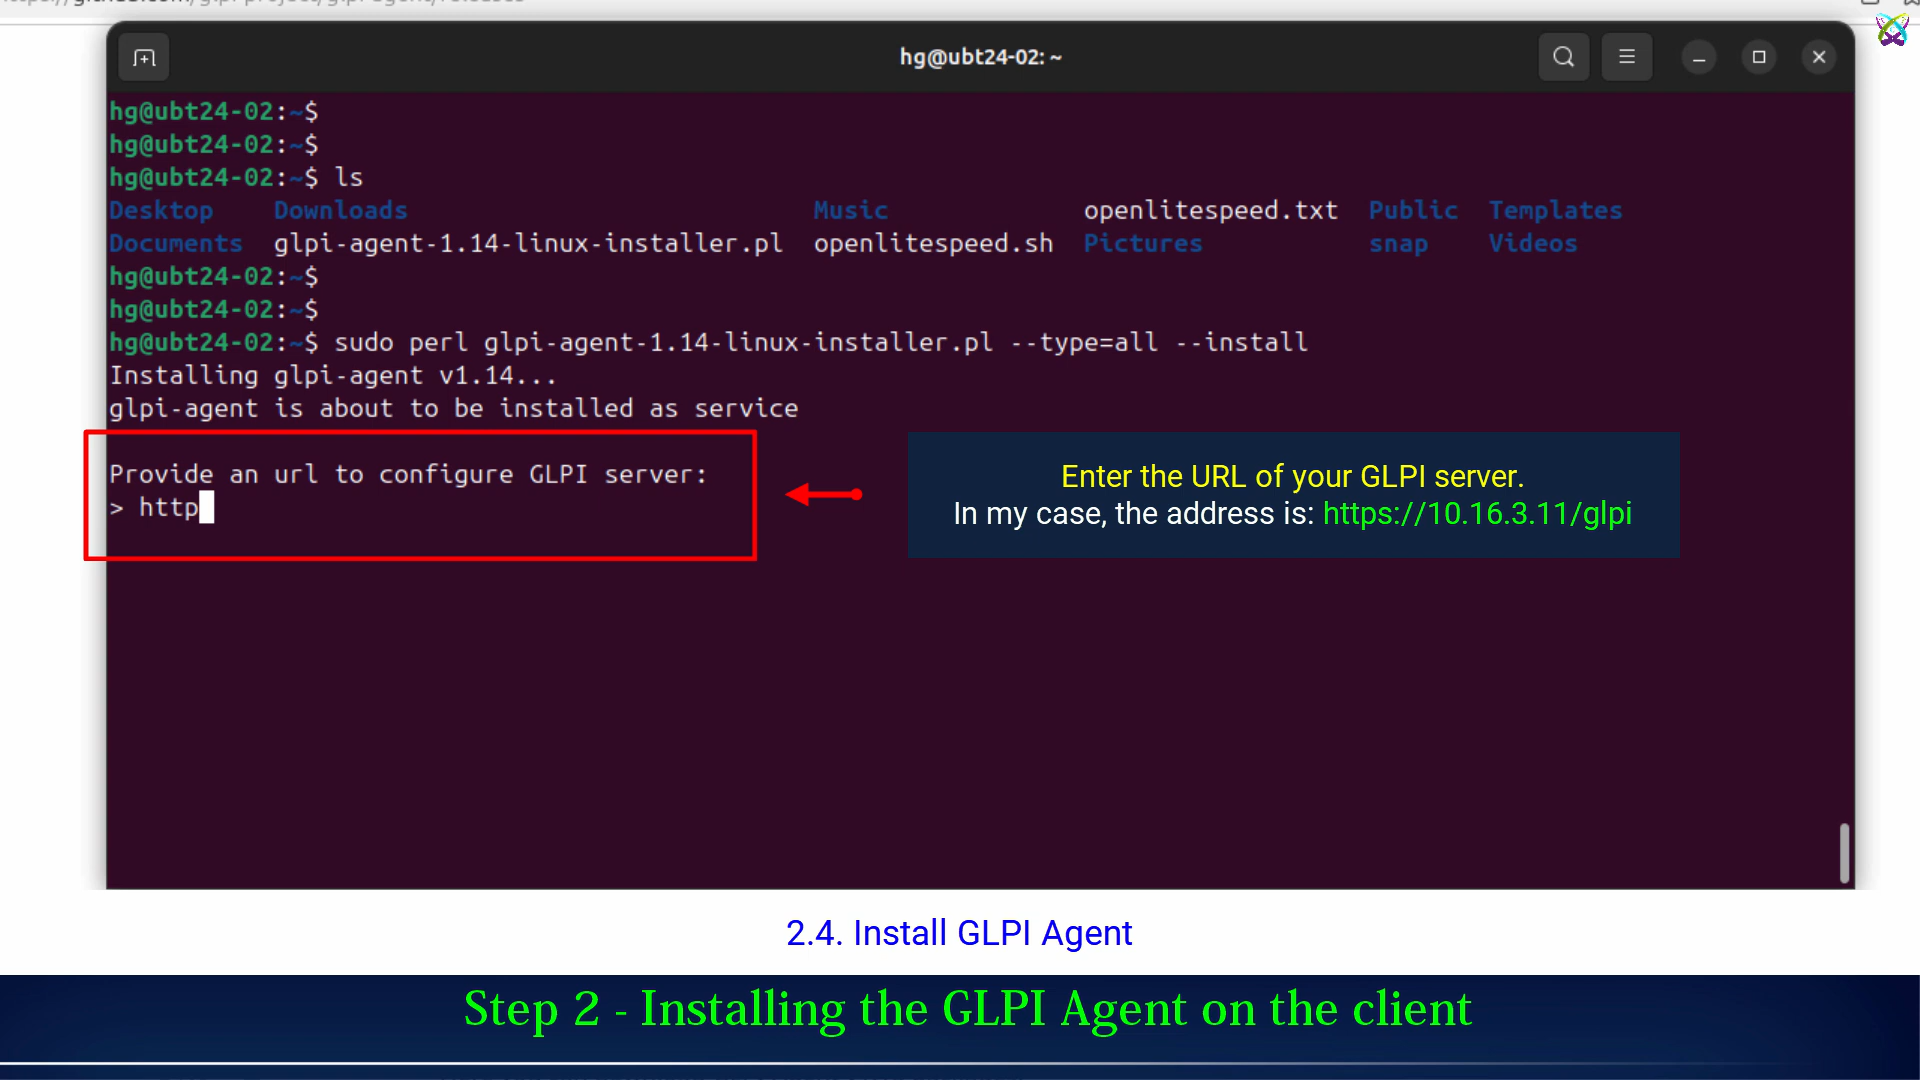 hg@ubt24-02: ~
hg@ubt24-02:~$
hg@ubt24-02:~$
hg@ubt24-02:~$ ls
Desktop Downloads Music openlitespeed.txt Public Templates
Documents glpi-agent-1.14-linux-installer.pl openlitespeed.sh Pictures snap Videos
hg@ubt24-02:~$
hg@ubt24-02:~$
hg@ubt24-02:~$ sudo perl glpi-agent-1.14-linux-installer.pl --type=all --install
Installing glpi-agent v1.14...
glpi-agent is about to be installed as service
Provide an url to configure GLPI server:
> http
Enter the URL of your GLPI server.
In my case, the address is: https://10.16.3.11/glpi
2.4. Install GLPI Agent
Step 2 - Installing the GLPI Agent on the client